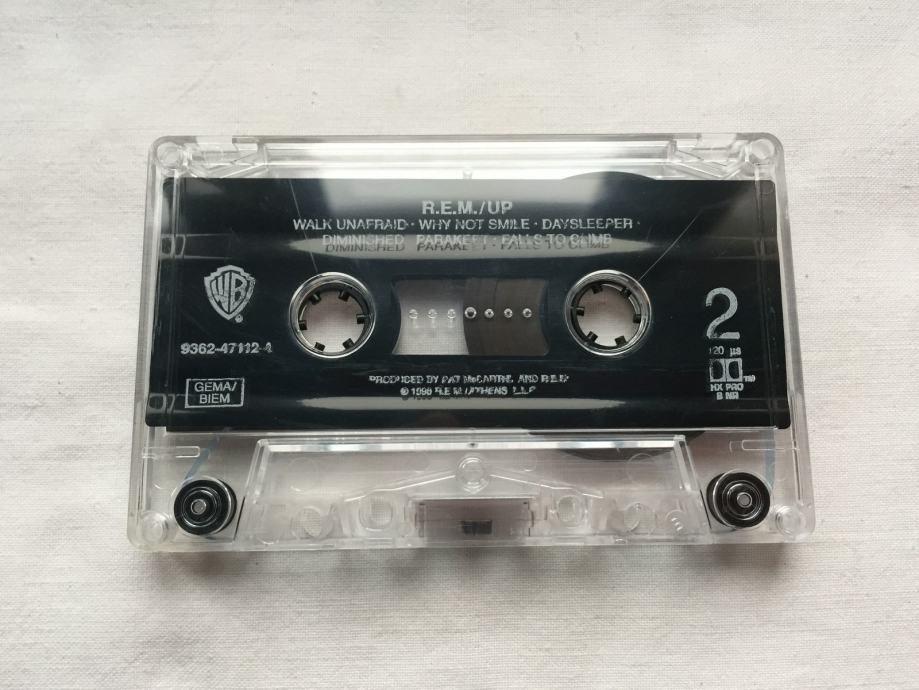 R.E.M./UP
WALK UNAFRAID · WHY NOT SMILE · DAYSLEEPER ·
DIMINISHED PARAKEET · FALLS TO CLIMB
WB
®
9362-47112-4
GEMA/
BIEM
2
120 µs
TM
HX PRO
B NR
PRODUCED BY PAT McCARTHY AND R.E.M.
R.E.M./ATHENS L.L.C.